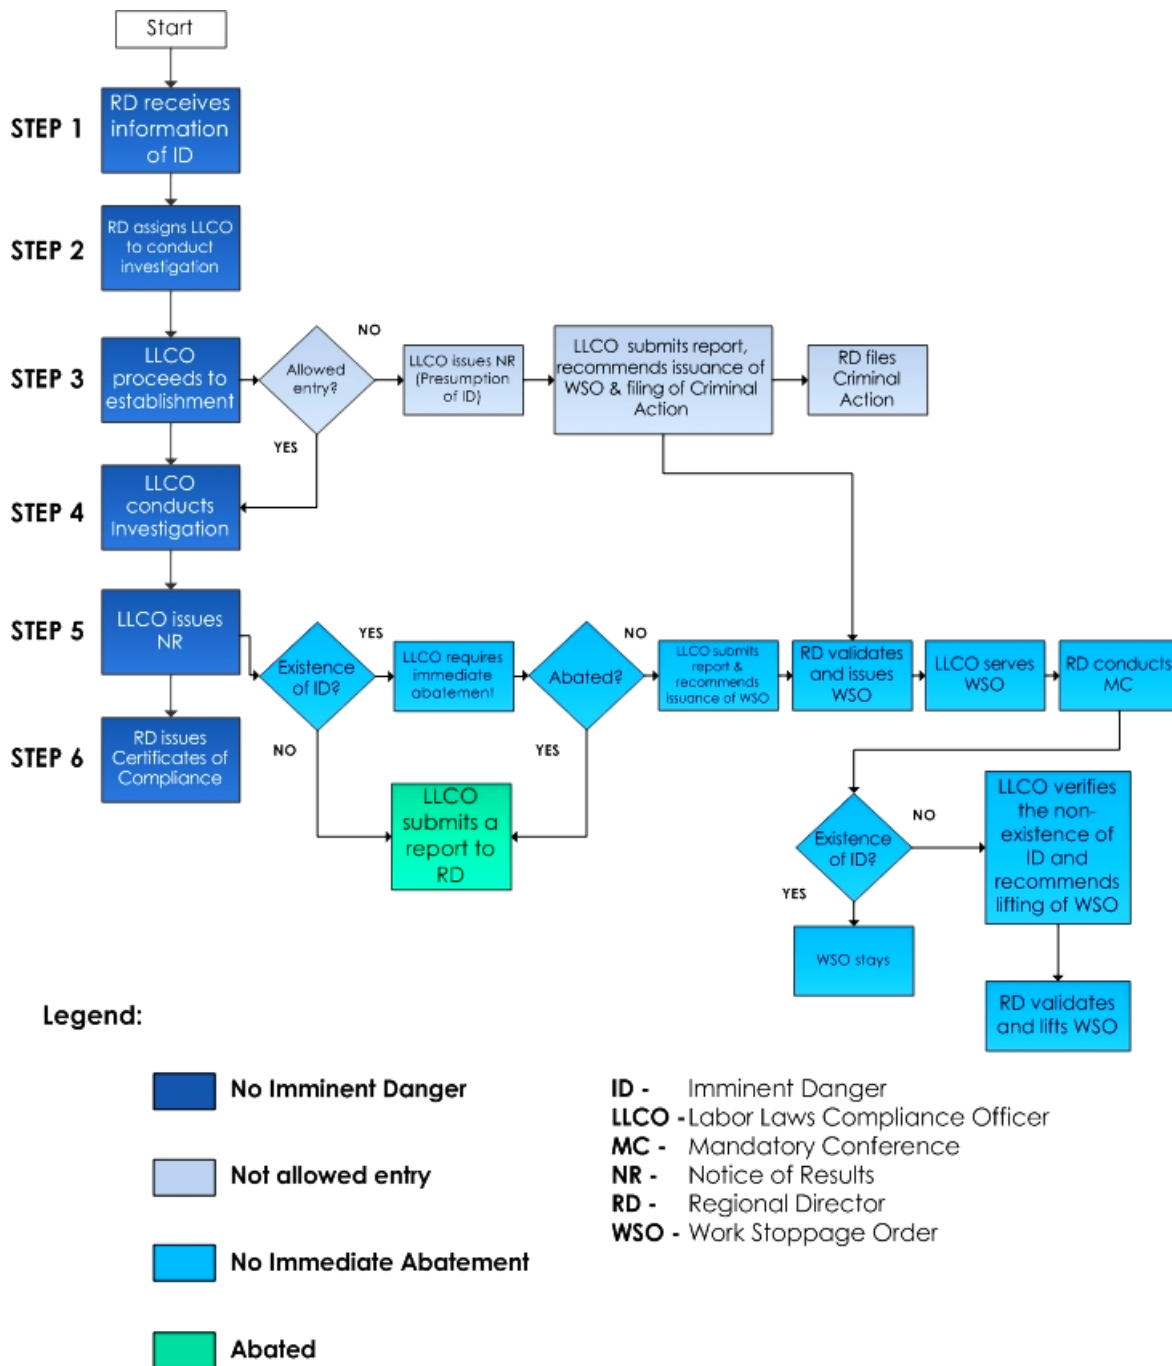 Start
STEP 1
RD receives
information
of ID
STEP 2
RD assigns LLCO
to conduct
investigation
STEP 3
LLCO
proceeds to
establishment
Allowed
entry?
NO
YES
LLCO issues NR
(Presumption
of ID)
LLCO submits report,
recommends issuance of
WSO & filing of Criminal
Action
RD files
Criminal
Action
STEP 4
LLCO
conducts
Investigation
STEP 5
LLCO issues
NR
Existence
of ID?
YES
NO
LLCO requires
immediate
abatement
Abated?
NO
YES
LLCO submits
report &
recommends
issuance of WSO
RD validates
and issues
WSO
LLCO serves
WSO
RD conducts
MC
STEP 6
RD issues
Certificates of
Compliance
LLCO
submits a
report to
RD
Existence
of ID?
NO
YES
LLCO verifies
the non-
existence of
ID and
recommends
lifting of WSO
WSO stays
RD validates
and lifts WSO
Legend:
No Imminent Danger
Not allowed entry
No Immediate Abatement
Abated
ID - Imminent Danger
LLCO - Labor Laws Compliance Officer
MC - Mandatory Conference
NR - Notice of Results
RD - Regional Director
WSO - Work Stoppage Order